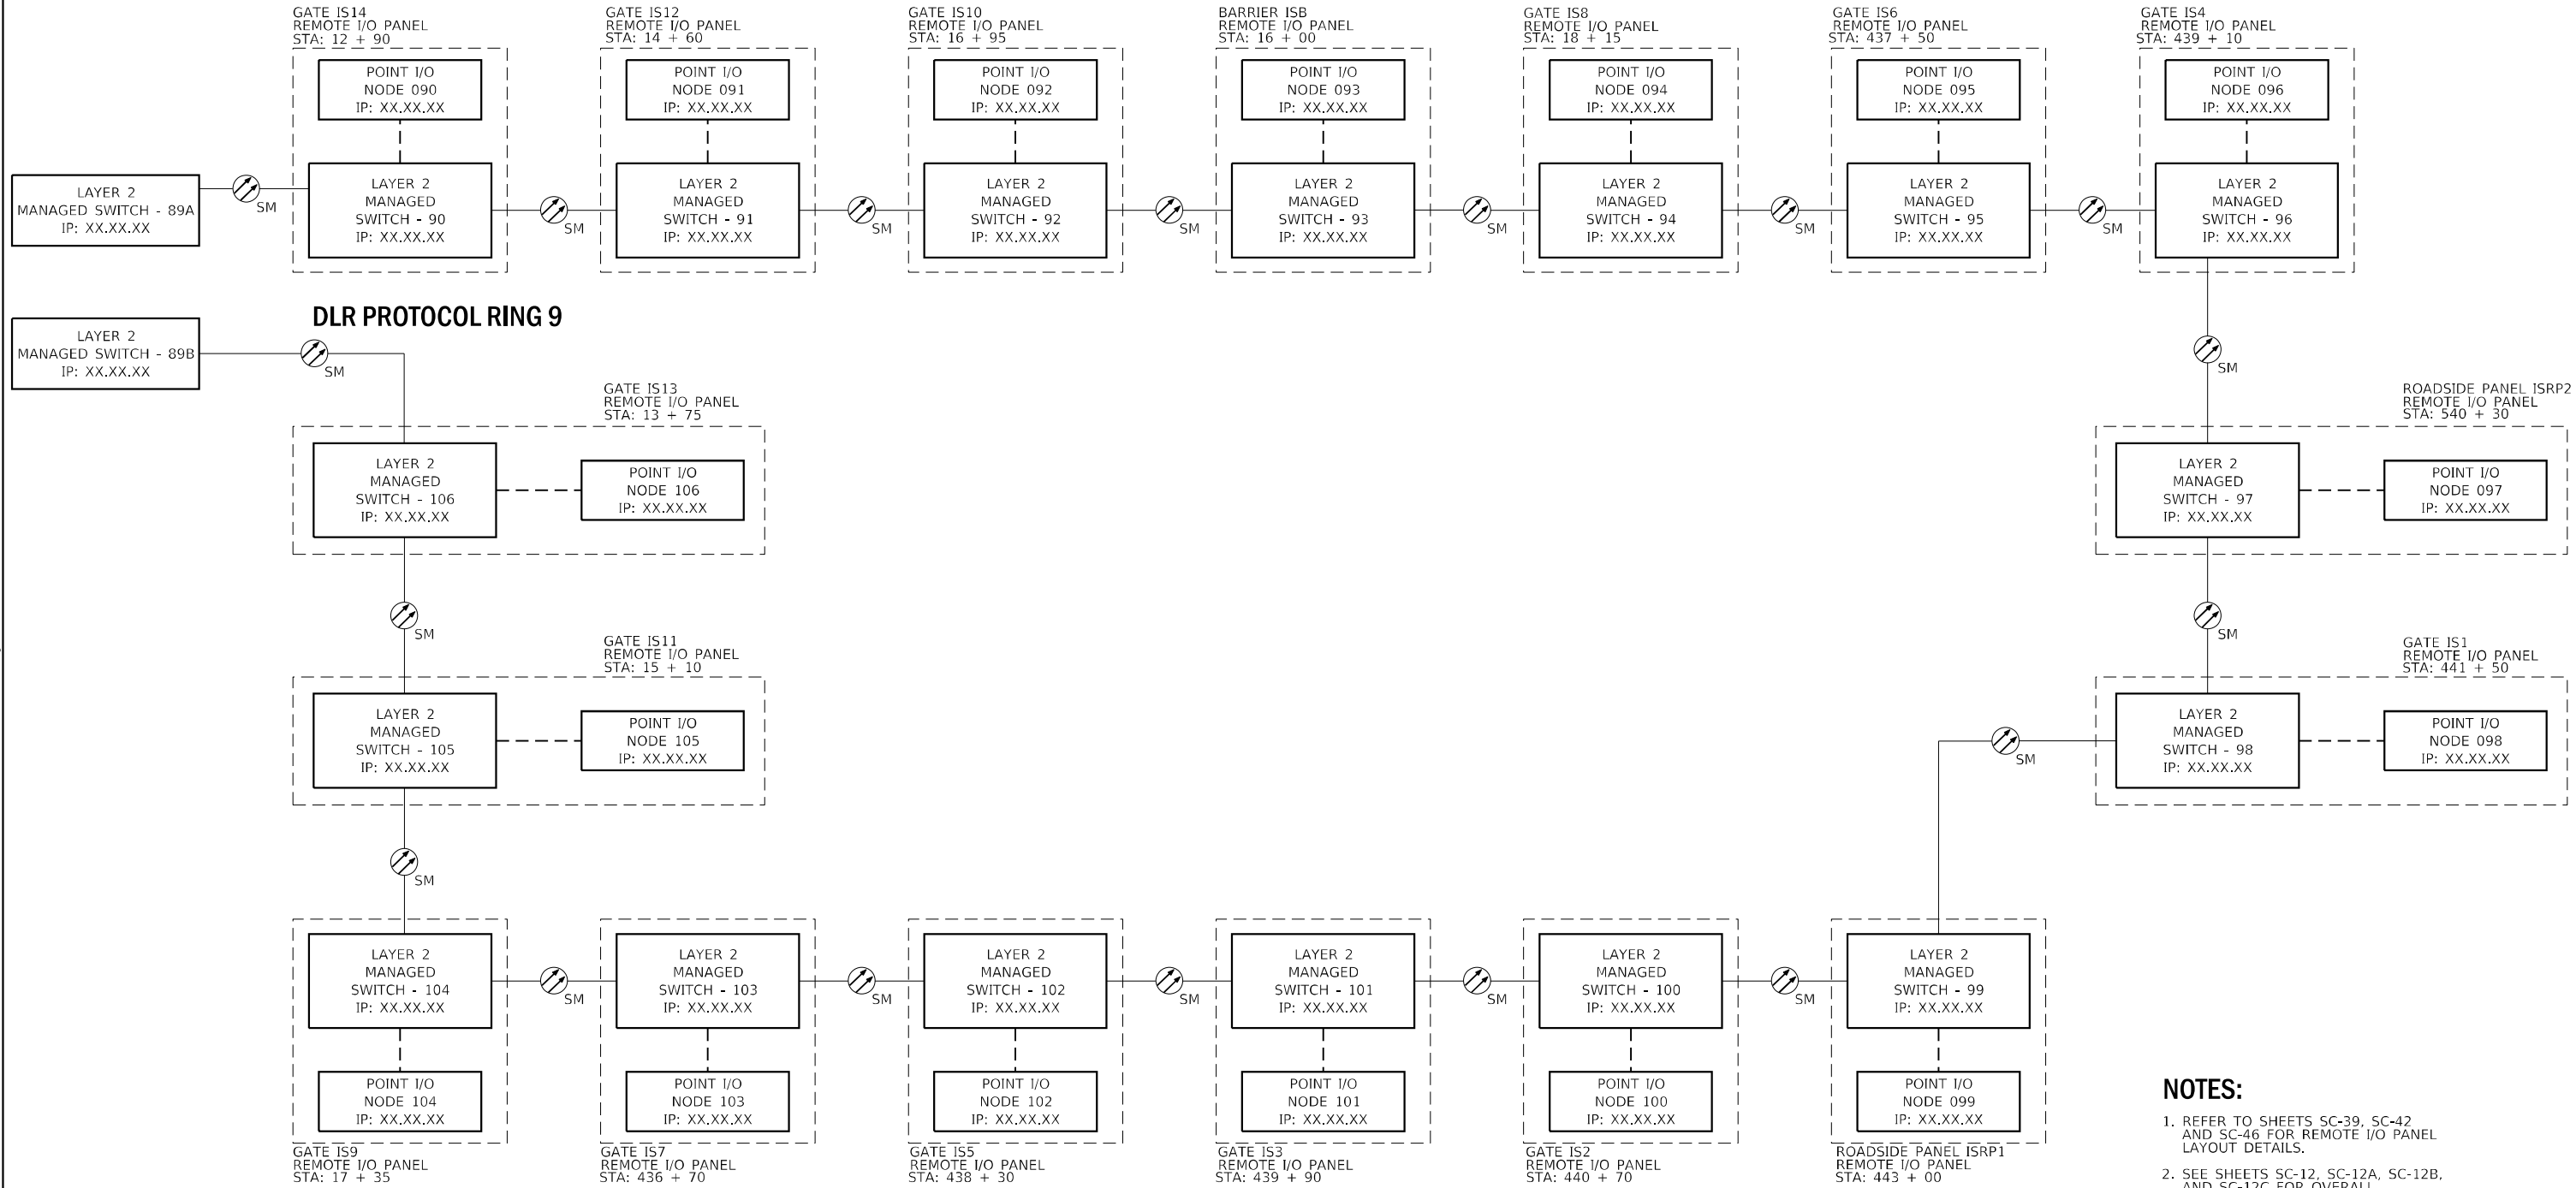 GATE IS14
REMOTE I/O PANEL
STA: 12 + 90
POINT I/O
NODE 090
IP: XX.XX.XX
LAYER 2
MANAGED
SWITCH - 90
IP: XX.XX.XX
GATE IS12
REMOTE I/O PANEL
STA: 14 + 60
POINT I/O
NODE 091
IP: XX.XX.XX
LAYER 2
MANAGED
SWITCH - 91
IP: XX.XX.XX
GATE IS10
REMOTE I/O PANEL
STA: 16 + 95
POINT I/O
NODE 092
IP: XX.XX.XX
LAYER 2
MANAGED
SWITCH - 92
IP: XX.XX.XX
BARRIER ISB
REMOTE I/O PANEL
STA: 16 + 00
POINT I/O
NODE 093
IP: XX.XX.XX
LAYER 2
MANAGED
SWITCH - 93
IP: XX.XX.XX
GATE IS8
REMOTE I/O PANEL
STA: 18 + 15
POINT I/O
NODE 094
IP: XX.XX.XX
LAYER 2
MANAGED
SWITCH - 94
IP: XX.XX.XX
GATE IS6
REMOTE I/O PANEL
STA: 437 + 50
POINT I/O
NODE 095
IP: XX.XX.XX
LAYER 2
MANAGED
SWITCH - 95
IP: XX.XX.XX
GATE IS4
REMOTE I/O PANEL
STA: 439 + 10
POINT I/O
NODE 096
IP: XX.XX.XX
LAYER 2
MANAGED
SWITCH - 96
IP: XX.XX.XX
LAYER 2
MANAGED SWITCH - 89A
IP: XX.XX.XX
SM
SM
SM
SM
SM
SM
SM
DLR PROTOCOL RING 9
LAYER 2
MANAGED SWITCH - 89B
IP: XX.XX.XX
SM
SM
GATE IS13
REMOTE I/O PANEL
STA: 13 + 75
LAYER 2
MANAGED
SWITCH - 106
IP: XX.XX.XX
POINT I/O
NODE 106
IP: XX.XX.XX
ROADSIDE PANEL ISRP2
REMOTE I/O PANEL
STA: 540 + 30
LAYER 2
MANAGED
SWITCH - 97
IP: XX.XX.XX
POINT I/O
NODE 097
IP: XX.XX.XX
SM
SM
GATE IS11
REMOTE I/O PANEL
STA: 15 + 10
LAYER 2
MANAGED
SWITCH - 105
IP: XX.XX.XX
POINT I/O
NODE 105
IP: XX.XX.XX
GATE IS1
REMOTE I/O PANEL
STA: 441 + 50
LAYER 2
MANAGED
SWITCH - 98
IP: XX.XX.XX
POINT I/O
NODE 098
IP: XX.XX.XX
SM
SM
LAYER 2
MANAGED
SWITCH - 104
IP: XX.XX.XX
POINT I/O
NODE 104
IP: XX.XX.XX
GATE IS9
REMOTE I/O PANEL
STA: 17 + 35
SM
LAYER 2
MANAGED
SWITCH - 103
IP: XX.XX.XX
POINT I/O
NODE 103
IP: XX.XX.XX
GATE IS7
REMOTE I/O PANEL
STA: 436 + 70
SM
LAYER 2
MANAGED
SWITCH - 102
IP: XX.XX.XX
POINT I/O
NODE 102
IP: XX.XX.XX
GATE IS5
REMOTE I/O PANEL
STA: 438 + 30
SM
LAYER 2
MANAGED
SWITCH - 101
IP: XX.XX.XX
POINT I/O
NODE 101
IP: XX.XX.XX
GATE IS3
REMOTE I/O PANEL
STA: 439 + 90
SM
LAYER 2
MANAGED
SWITCH - 100
IP: XX.XX.XX
POINT I/O
NODE 100
IP: XX.XX.XX
GATE IS2
REMOTE I/O PANEL
STA: 440 + 70
SM
LAYER 2
MANAGED
SWITCH - 99
IP: XX.XX.XX
POINT I/O
NODE 099
IP: XX.XX.XX
ROADSIDE PANEL ISRP1
REMOTE I/O PANEL
STA: 443 + 00
NOTES:
1. REFER TO SHEETS SC-39, SC-42
AND SC-46 FOR REMOTE I/O PANEL
LAYOUT DETAILS.
2. SEE SHEETS SC-12, SC-12A, SC-12B,
AND SC-12C FOR OVERALL